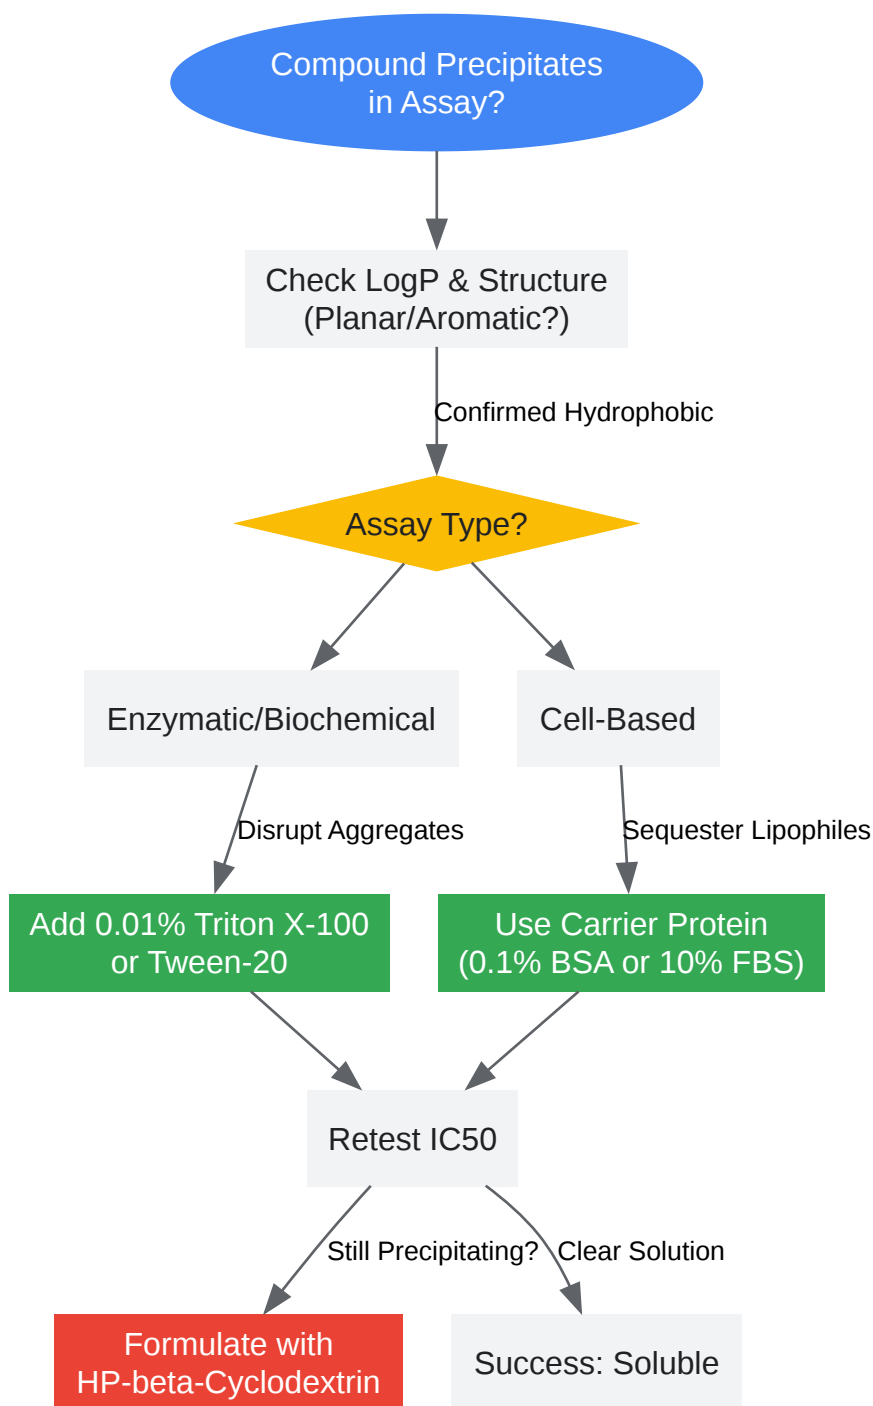 Compound Precipitates
in Assay?
Check LogP & Structure
(Planar/Aromatic?)
Confirmed Hydrophobic
Assay Type?
Enzymatic/Biochemical
Cell-Based
Disrupt Aggregates
Sequester Lipophiles
Add 0.01% Triton X-100
or Tween-20
Use Carrier Protein
(0.1% BSA or 10% FBS)
Retest IC50
Still Precipitating?
Clear Solution
Formulate with
HP-beta-Cyclodextrin
Success: Soluble